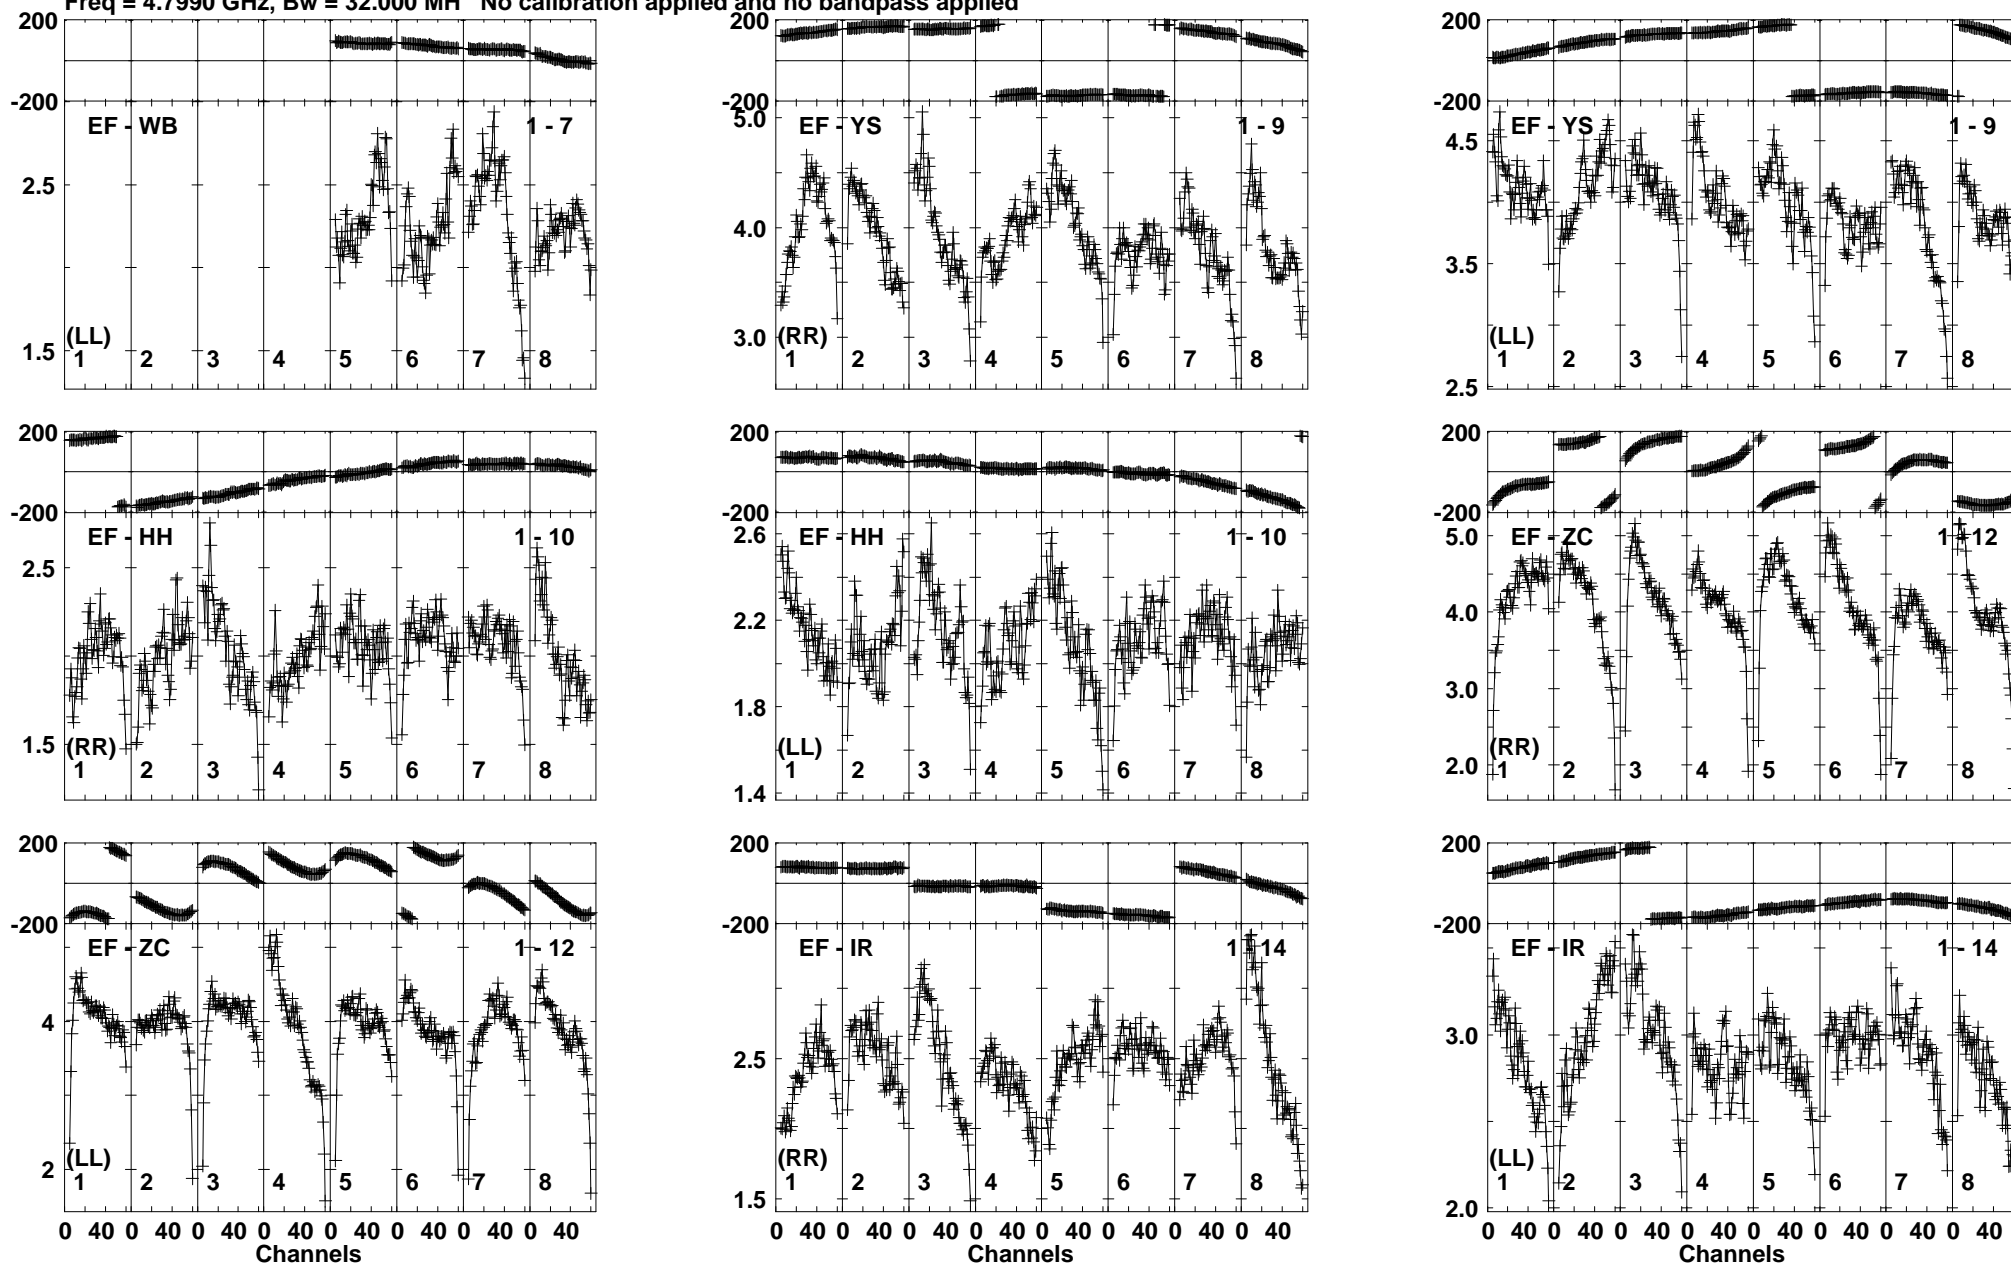 Freq = 4.7990 GHz, Bw = 32.000 MH No calibration applied and no bandpass applied
200 200 200
-200 -200 -200
EF - WB 1 - 7 5.0 EF - YS 1 - 9 4.5 EF - YS 1 - 9
2.5 4.0 3.5
(LL) 3.0 (RR) (LL)
1.5 1 2 3 4 5 6 7 8 1 2 3 4 5 6 7 8 1 2 3 4 5 6 7 8
2.5
200 200 200
-200 -200 -200
EF - HH 1 - 10 2.6 EF - HH 1 - 10 5.0 EF - ZC 1 - 12
2.5 2.2 4.0
1.8 3.0
1.5 (RR) (LL) (RR)
1 2 3 4 5 6 7 8 1 2 3 4 5 6 7 8 2.0 1 2 3 4 5 6 7 8
1.4
200 200 200
-200 -200 -200
EF - ZC 1 - 12 EF - IR 1 - 14 EF - IR 1 - 14
4 2.5 3.0
2 (LL) (RR) (LL)
1 2 3 4 5 6 7 8 1.5 1 2 3 4 5 6 7 8 2.0 1 2 3 4 5 6 7 8
0 40 0 40 0 40 0 40 0 40 0 40 0 40 0 40 0 40 0 40 0 40 0 40 0 40 0 40 0 40 0 40 0 40 0 40 0 40 0 40 0 40 0 40 0 40 0 40
Channels Channels Channels